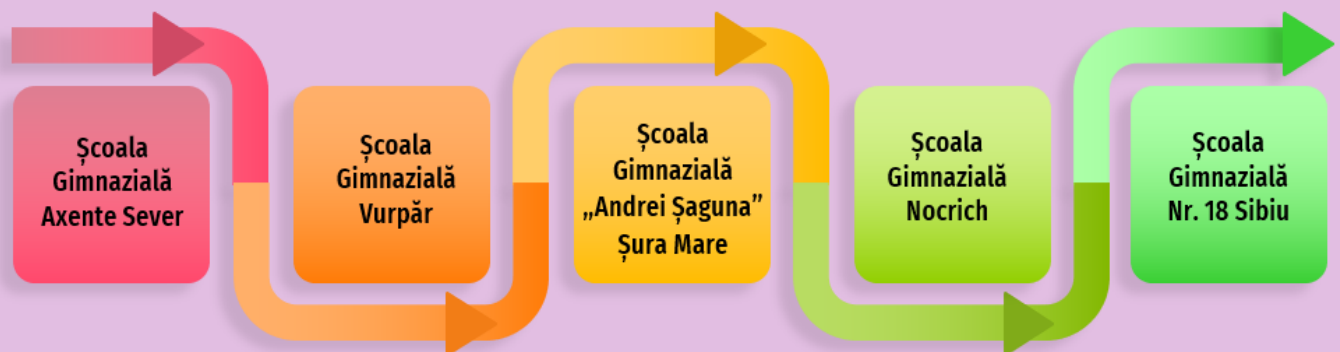 Școala
Gimnazială
Axente Sever
Școala
Gimnazială
Vurpăr
Școala
Gimnazială
„Andrei Șaguna”
Șura Mare
Școala
Gimnazială
Nocrich
Școala
Gimnazială
Nr. 18 Sibiu